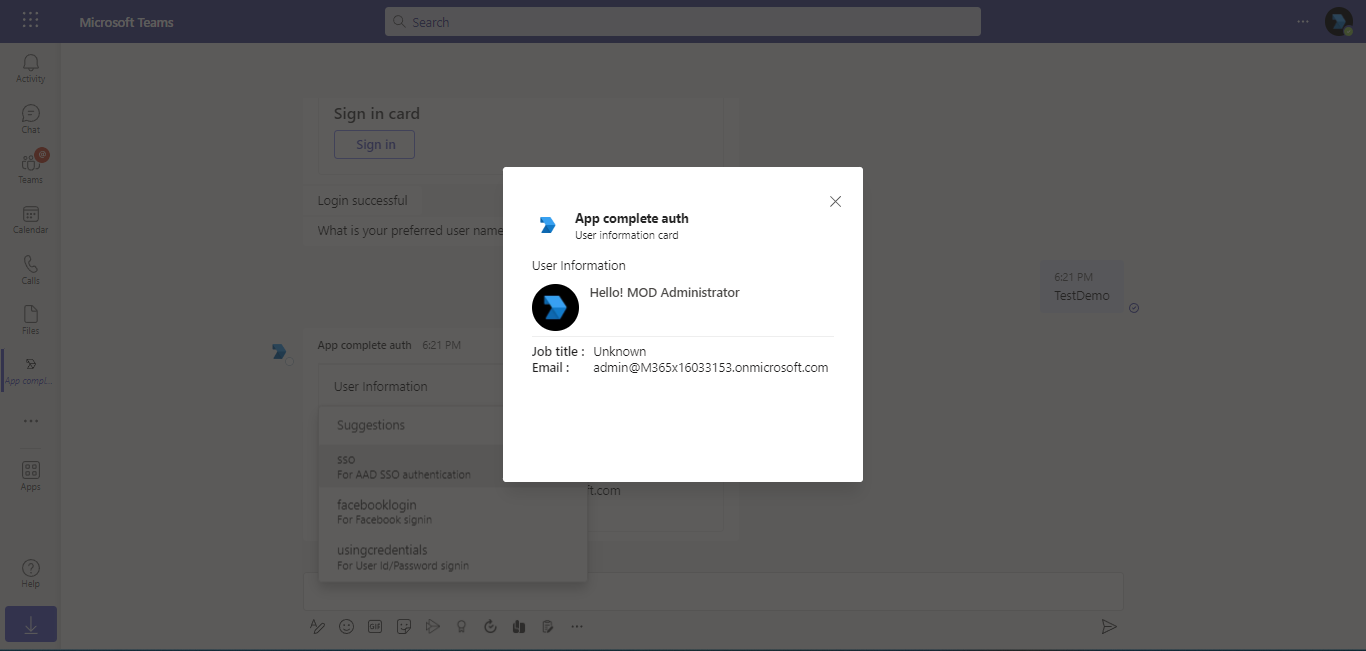 Microsoft Teams
Search
Activity
Chat
Teams
Calendar
Calls
Files
App compl...
Apps
Help
Sign in card
Sign in
Login successful
What is your preferred user name
6:21 PM
TestDemo
App complete auth 6:21 PM
User Information
Suggestions
sso
For AAD SSO authentication
facebooklogin
For Facebook signin
usingcredentials
For User Id/Password signin
ft.com
GIF
App complete auth
User information card
User Information
Hello! MOD Administrator
Job title : Unknown
Email : admin@M365x16033153.onmicrosoft.com